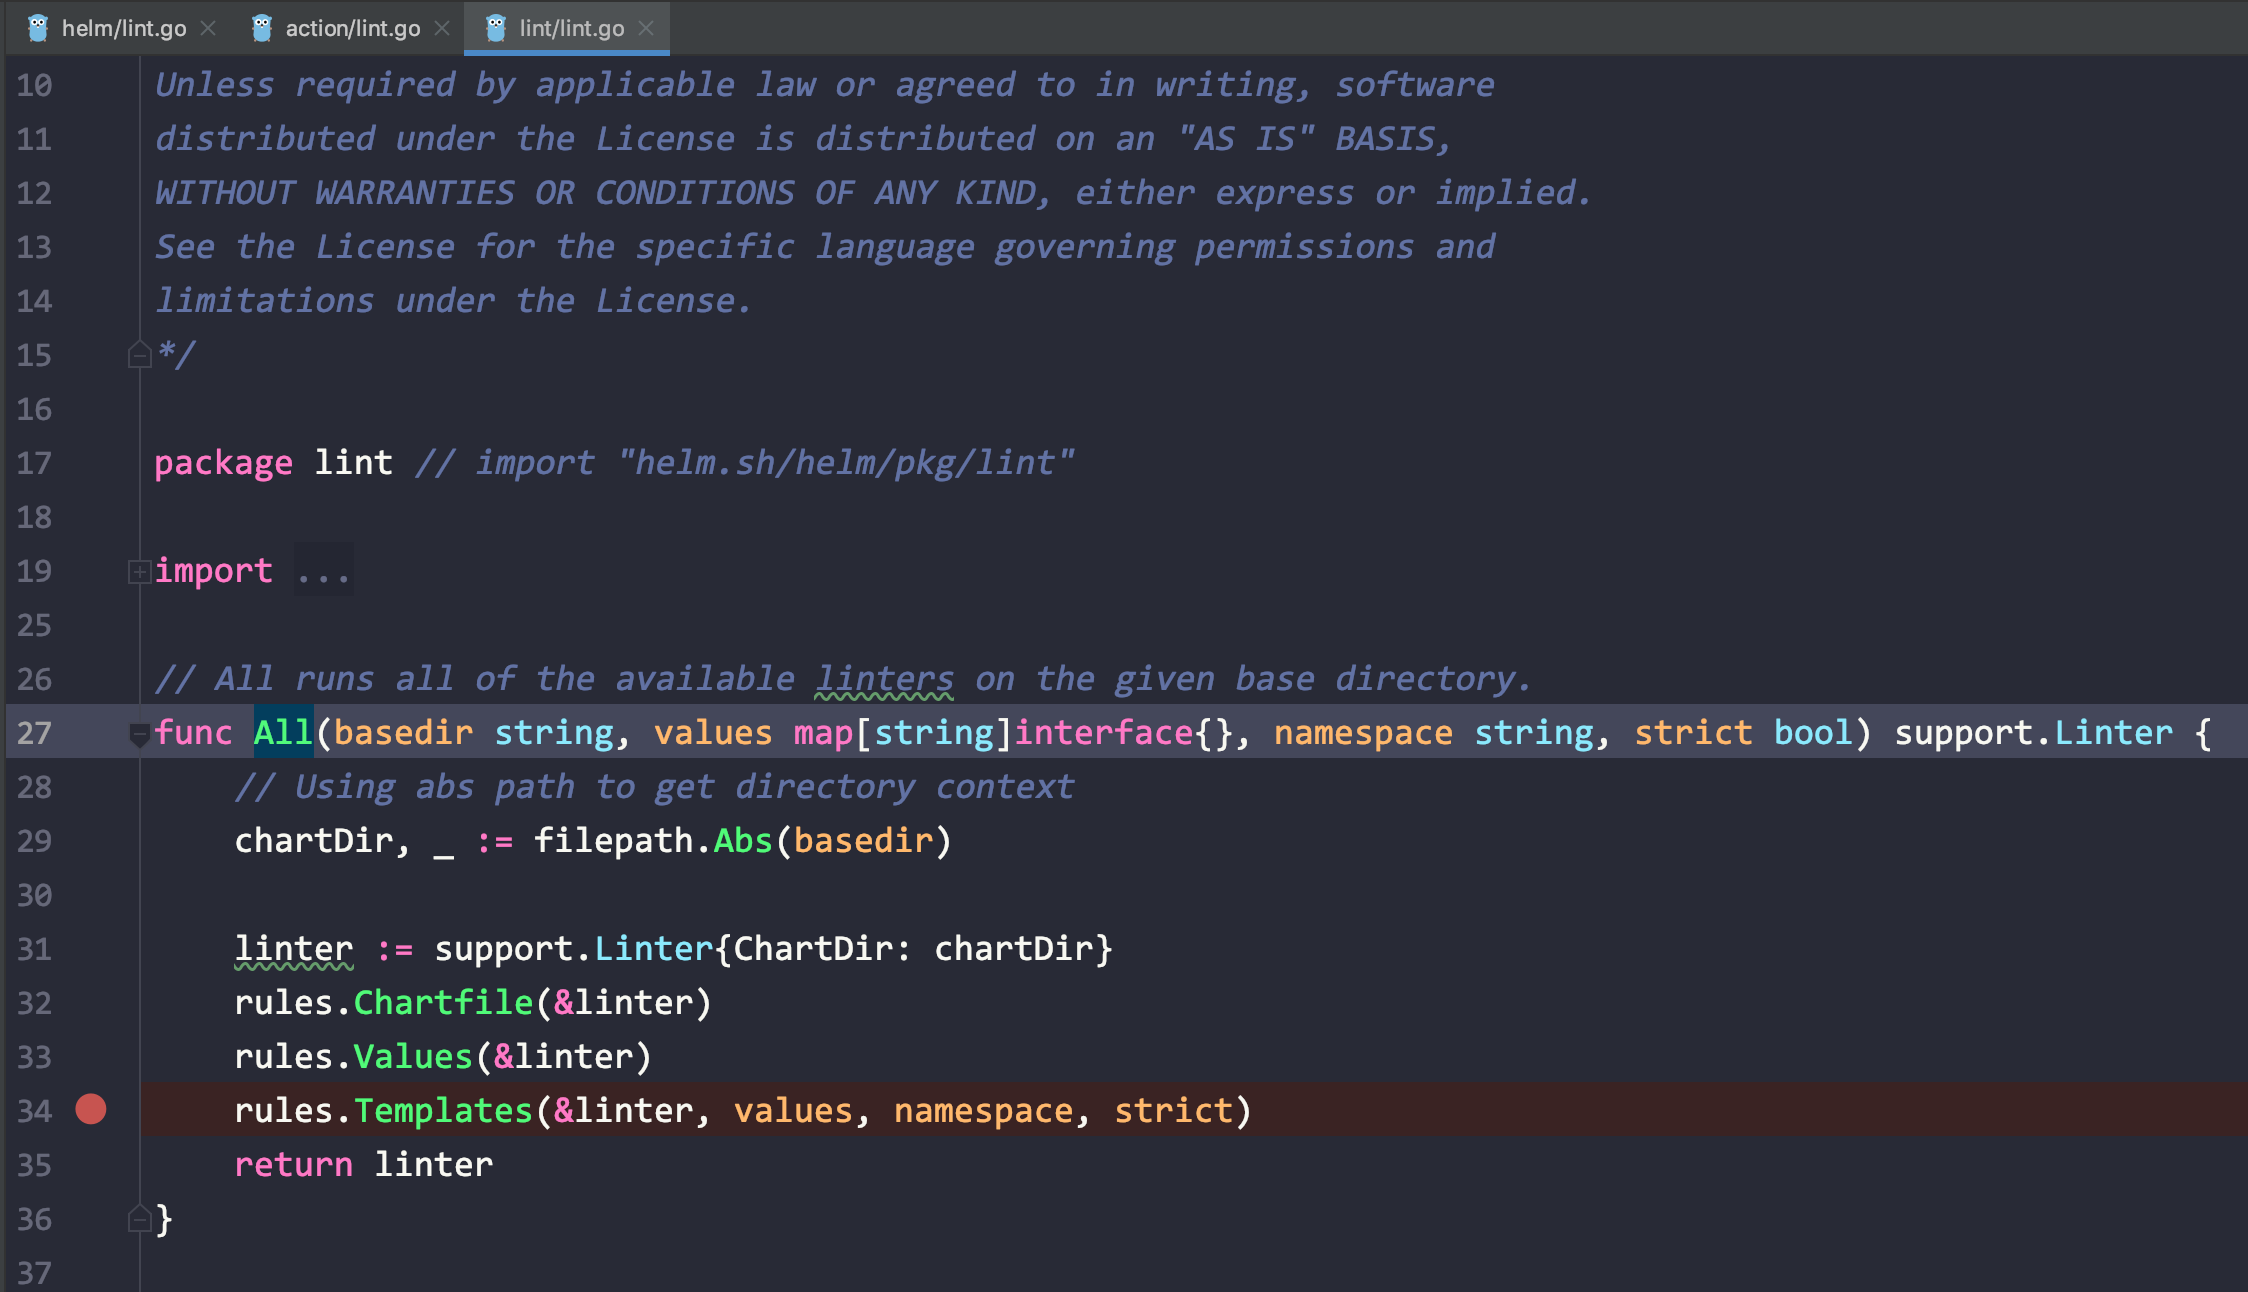 helm/lint.go action/lint.go lint/lint.go
10 Unless required by applicable law or agreed to in writing, software
11 distributed under the License is distributed on an "AS IS" BASIS,
12 WITHOUT WARRANTIES OR CONDITIONS OF ANY KIND, either express or implied.
13 See the License for the specific language governing permissions and
14 limitations under the License.
15 */
16
17 package lint // import "helm.sh/helm/pkg/lint"
18
19 import ...
25
26 // All runs all of the available linters on the given base directory.
27 func All(basedir string, values map[string]interface{}, namespace string, strict bool) support.Linter {
28     // Using abs path to get directory context
29     chartDir, _ := filepath.Abs(basedir)
30
31     linter := support.Linter{ChartDir: chartDir}
32     rules.Chartfile(&linter)
33     rules.Values(&linter)
34     rules.Templates(&linter, values, namespace, strict)
35     return linter
36 }
37